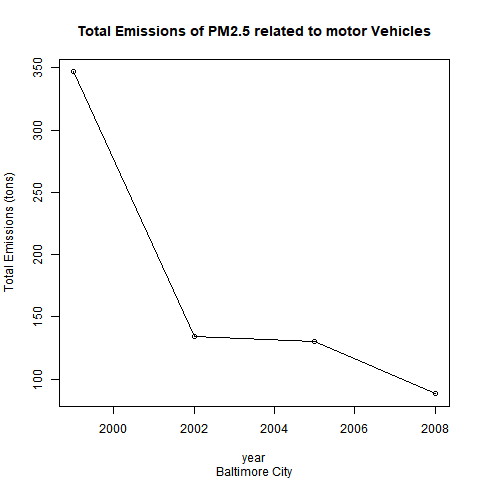 Total Emissions of PM2.5 related to motor Vehicles
Total Emissions (tons)
350
300
250
200
150
100
2000 2002 2004 2006 2008
year
Baltimore City